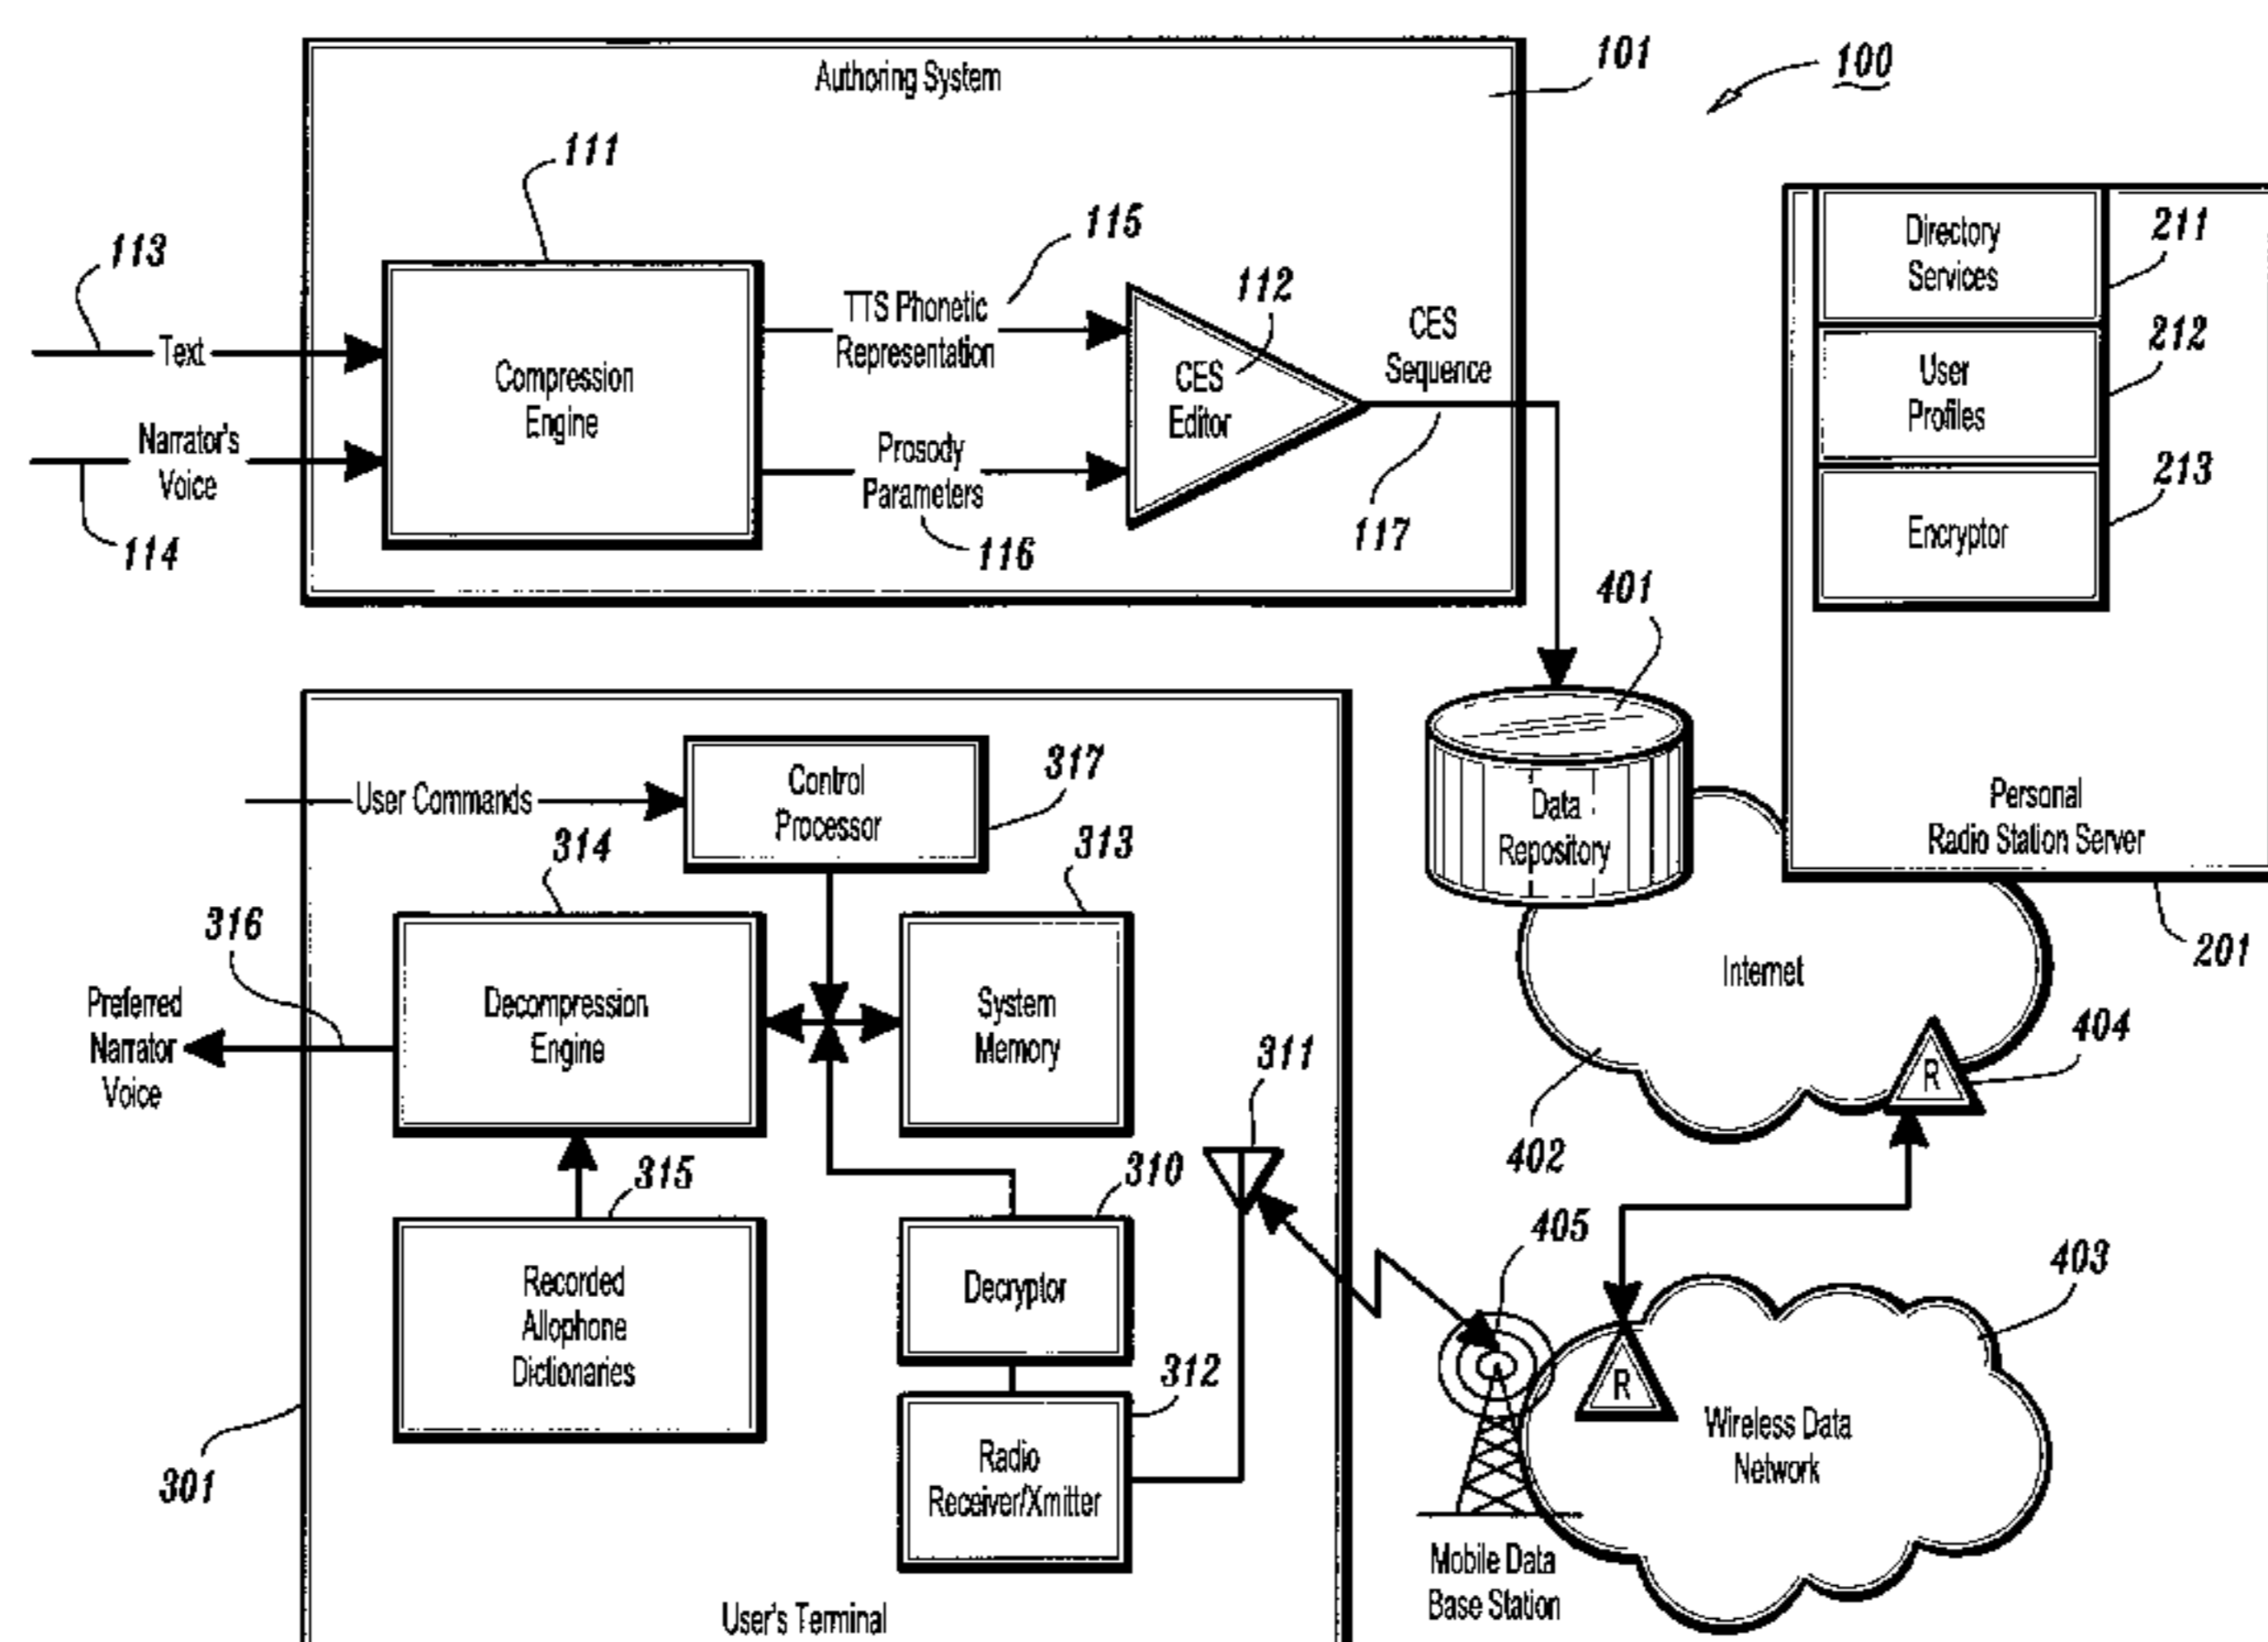 Authoring System
101
100
111
113
Text
Narrator's
Voice
114
Compression
Engine
115
TTS Phonetic
Representation
Prosody
Parameters
116
112
CES
Editor
CES
Sequence
117
Directory
Services
211
User
Profiles
212
Encryptor
213
Personal
Radio Station Server
201
401
Data
Repository
Internet
402
404
R
User Commands
Control
Processor
317
314
Decompression
Engine
313
System
Memory
316
Preferred
Narrator
Voice
315
Recorded
Allophone
Dictionaries
310
Decryptor
311
312
Radio
Receiver/Xmitter
301
User's Terminal
405
Mobile Data
Base Station
R
Wireless Data
Network
403